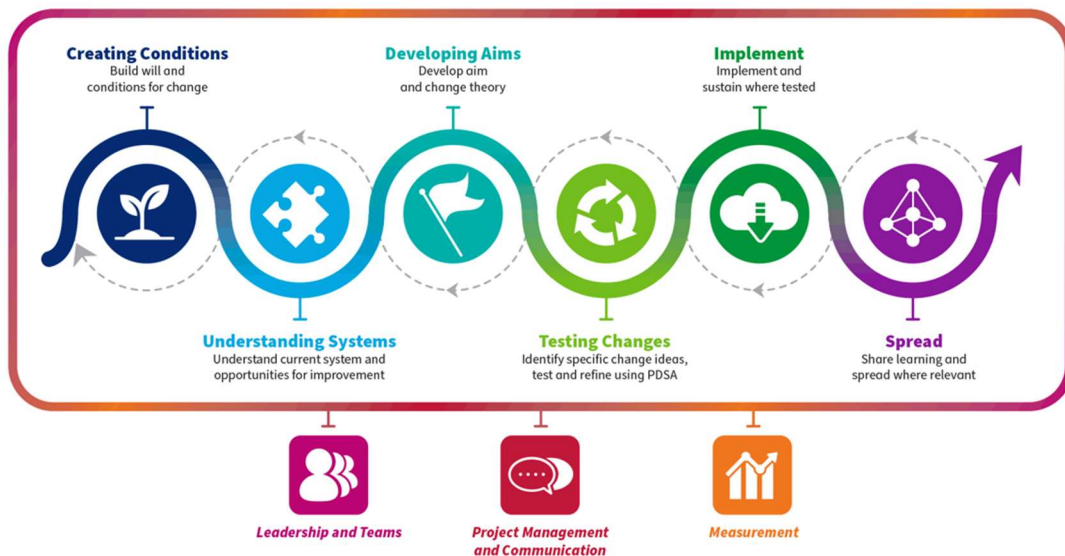 Creating Conditions
Build will and
conditions for change
Developing Aims
Develop aim
and change theory
Implement
Implement and
sustain where tested
Understanding Systems
Understand current system and
opportunities for improvement
Testing Changes
Identify specific change ideas,
test and refine using PDSA
Spread
Share learning and
spread where relevant
Leadership and Teams
Project Management
and Communication
Measurement